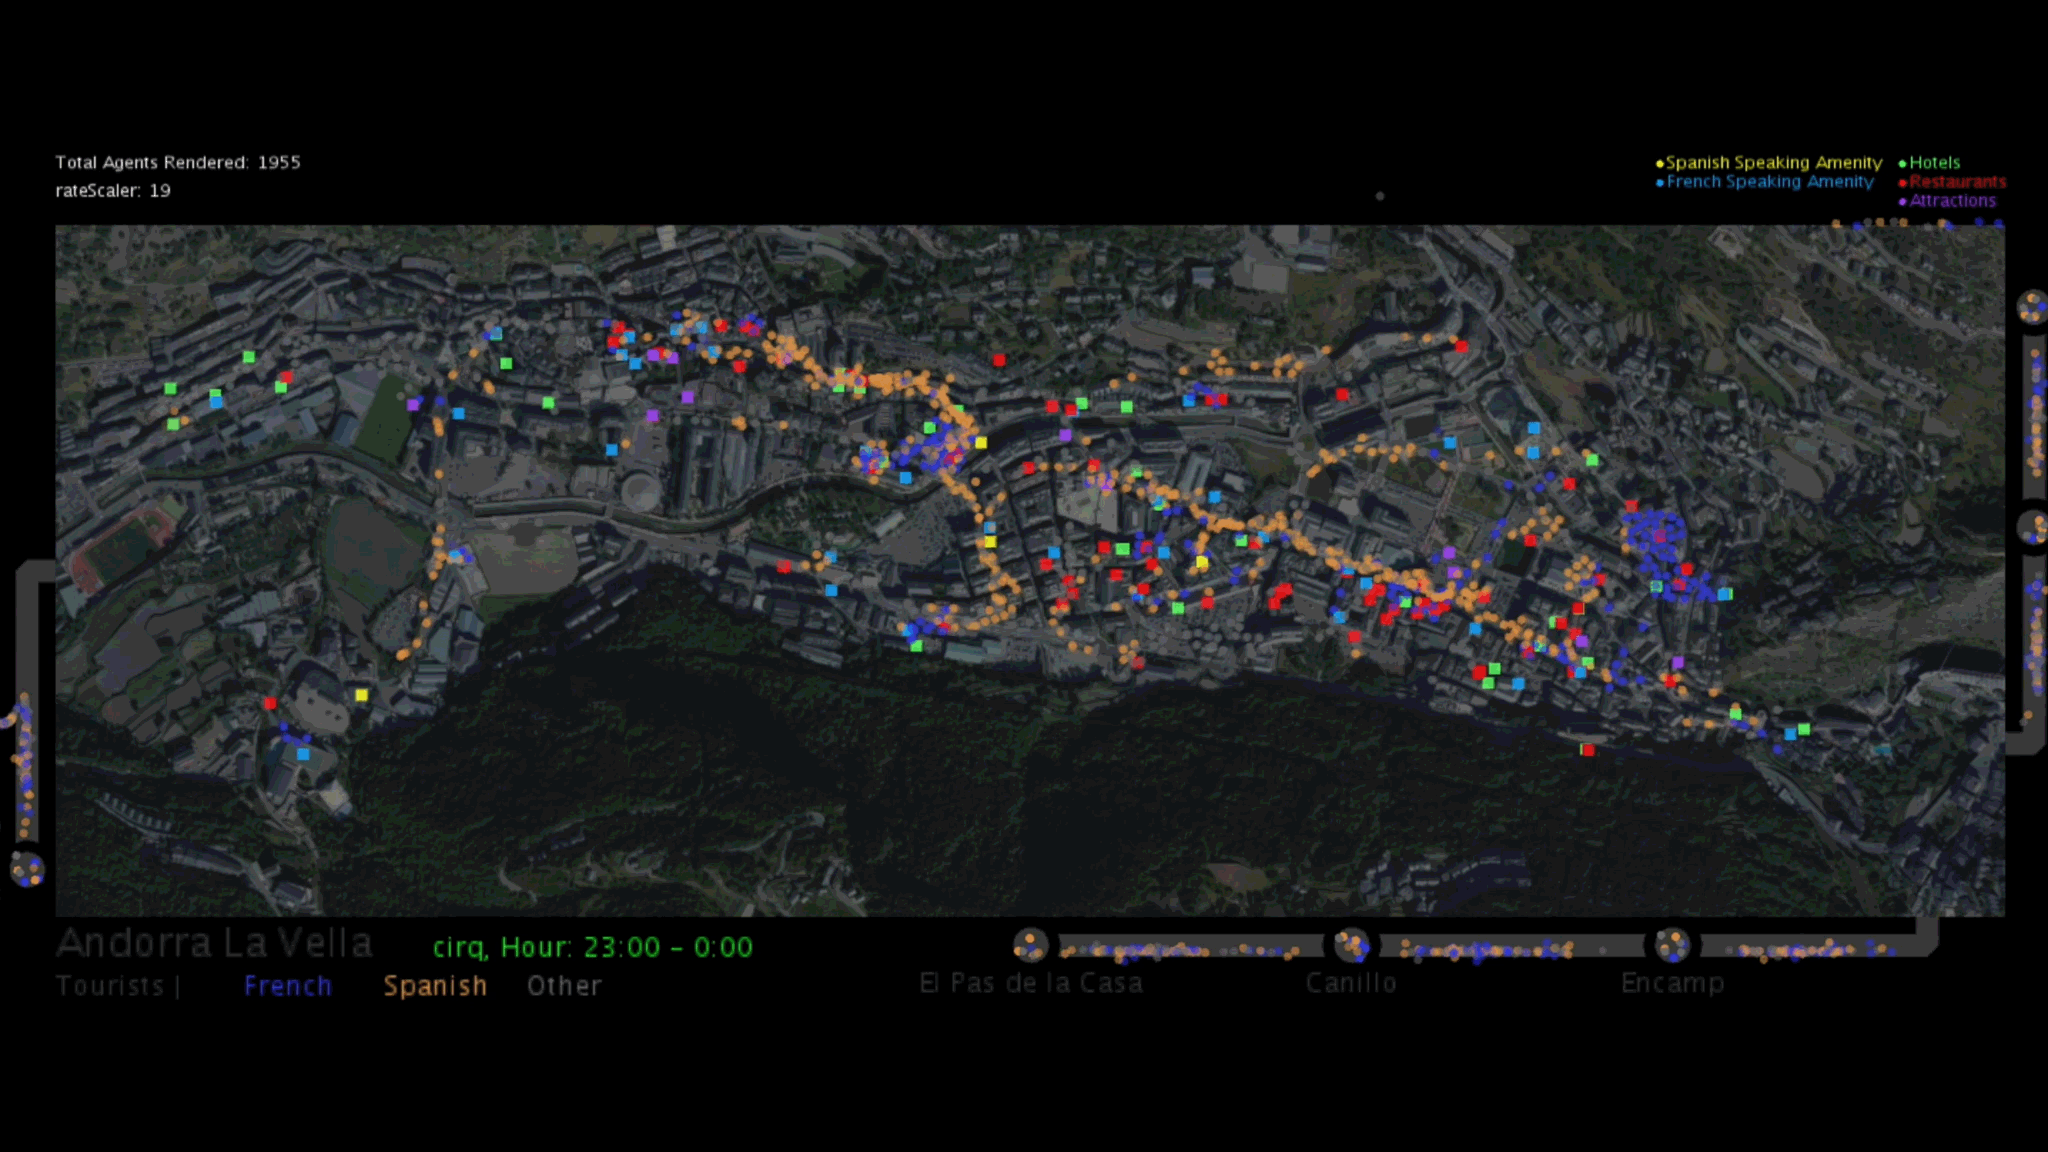 Total Agents Rendered: 1955
rateScaler: 19
Spanish Speaking Amenity
French Speaking Amenity
Hotels
Restaurants
Attractions
Andorra La Vella
cirq, Hour: 23:00 – 0:00
Tourists | French Spanish Other
El Pas de la Casa
Canillo
Encamp